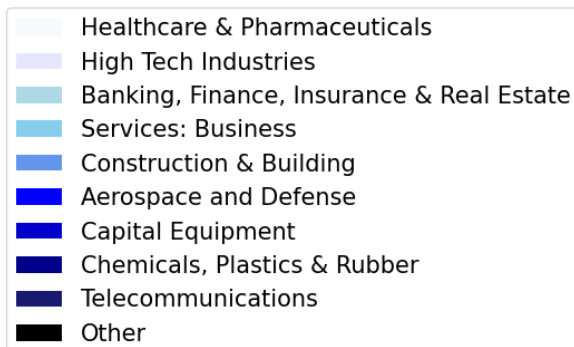 Healthcare & Pharmaceuticals
High Tech Industries
Banking, Finance, Insurance & Real Estate
Services: Business
Construction & Building
Aerospace and Defense
Capital Equipment
Chemicals, Plastics & Rubber
Telecommunications
Other